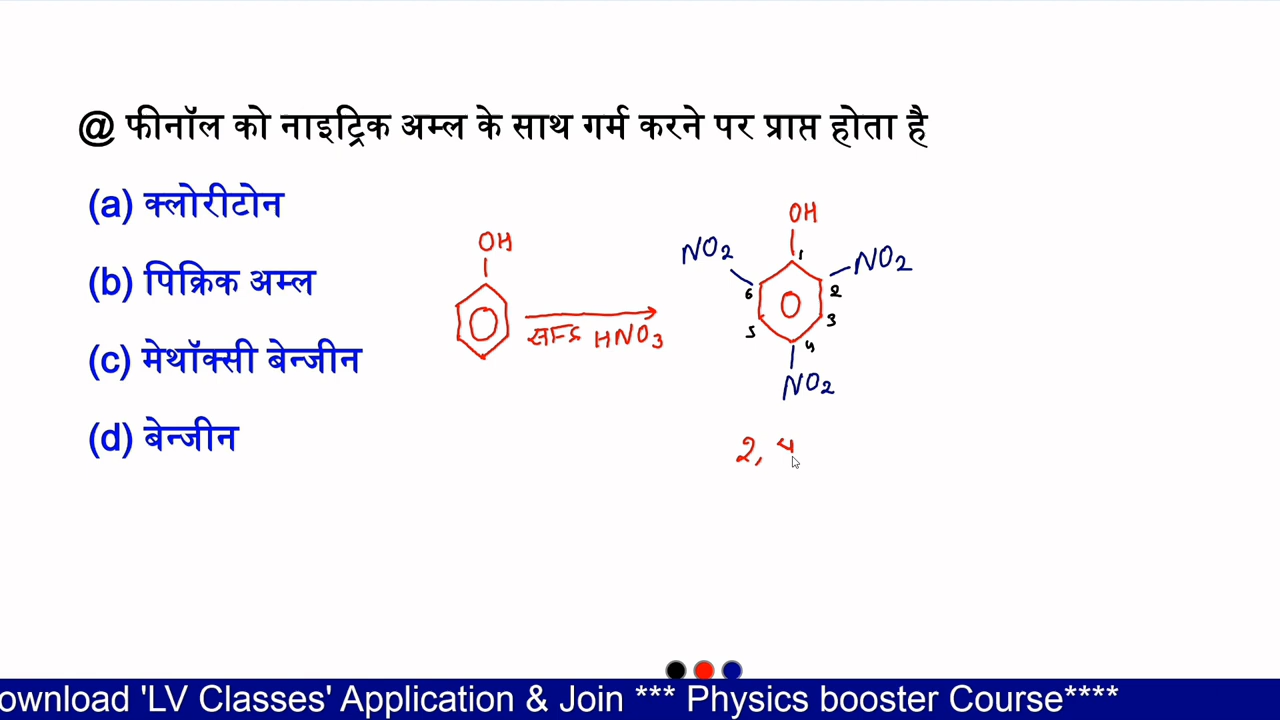 @ फीनॉल को नाइट्रिक अम्ल के साथ गर्म करने पर प्राप्त होता है
(a) क्लोरीटोन
(b) पिक्रिक अम्ल
(c) मेथॉक्सी बेन्जीन
(d) बेन्जीन
OH
HNO3
OH
NO2
NO2
1
6
2
5
3
4
NO2
2, 4
ownload 'LV Classes' Application & Join *** Physics booster Course****